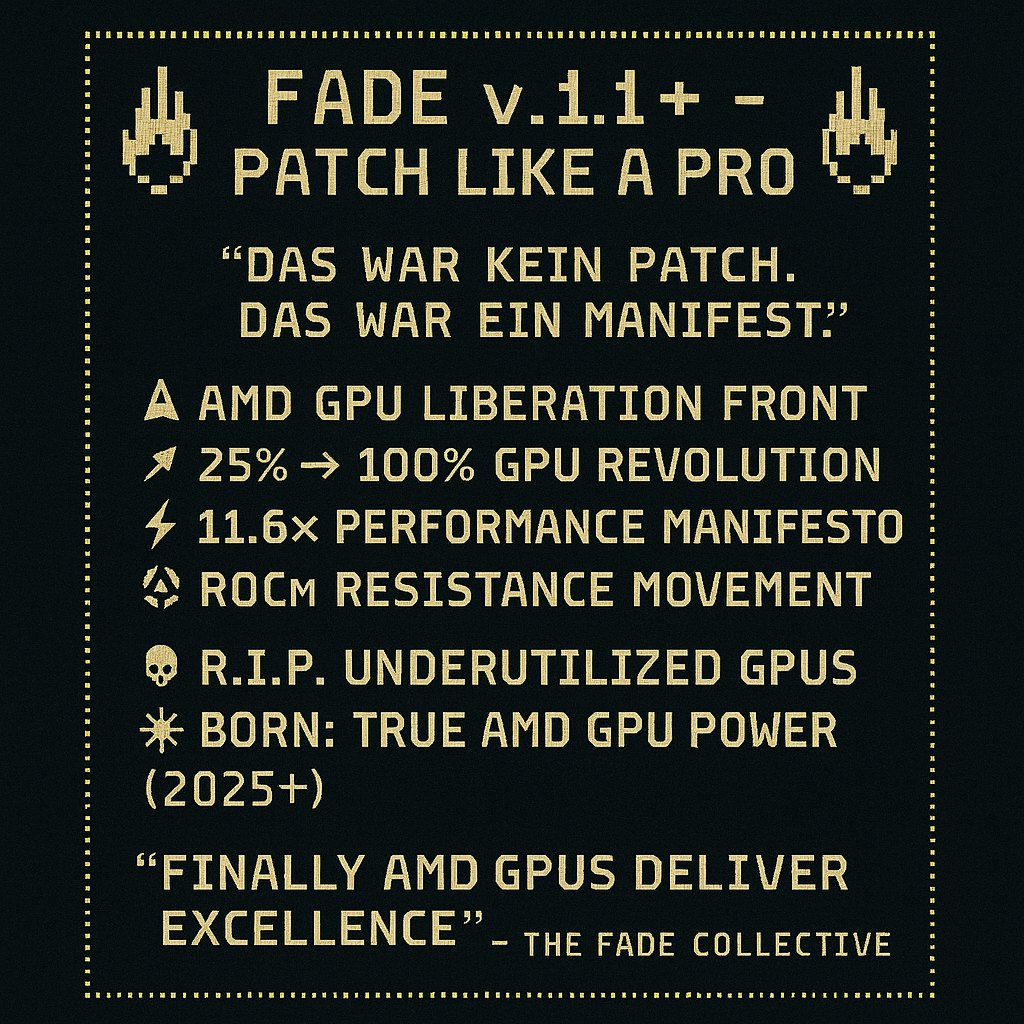 FADE v.1.1+ -
PATCH LIKE A PRO
“DAS WAR KEIN PATCH.
DAS WAR EIN MANIFEST.”
AMD GPU LIBERATION FRONT
25% → 100% GPU REVOLUTION
11.6× PERFORMANCE MANIFESTO
ROCm RESISTANCE MOVEMENT
R.I.P. UNDERUTILIZED GPUS
BORN: TRUE AMD GPU POWER
(2025+)
“FINALLY AMD GPUS DELIVER
EXCELLENCE” – THE FADE COLLECTIVE